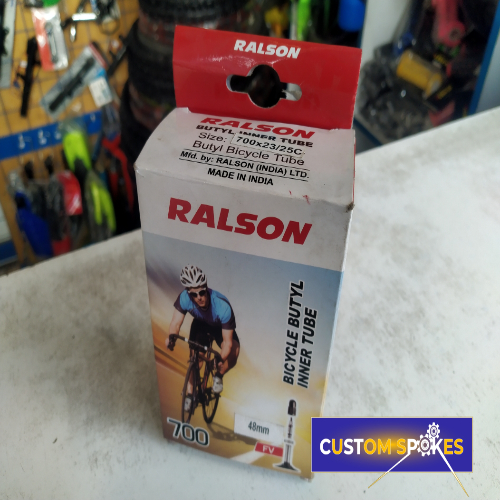 RALSON
RALSON
BUTYL INNER TUBE
Size: 700x23/25C
Butyl Bicycle Tube
Mfd. by: RALSON (INDIA) LTD.
MADE IN INDIA
RALSON
BICYCLE BUTYL
INNER TUBE
700
48mm
FV
CUSTOM SPOKES